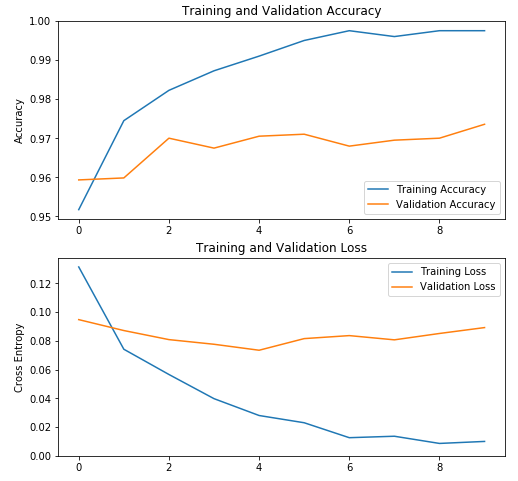 Training and Validation Accuracy
1.00
0.99
0.98
0.97
0.96
0.95
Accuracy
Training Accuracy
Validation Accuracy
0 2 4 6 8
Training and Validation Loss
0.12
0.10
0.08
0.06
0.04
0.02
0.00
Cross Entropy
Training Loss
Validation Loss
0 2 4 6 8